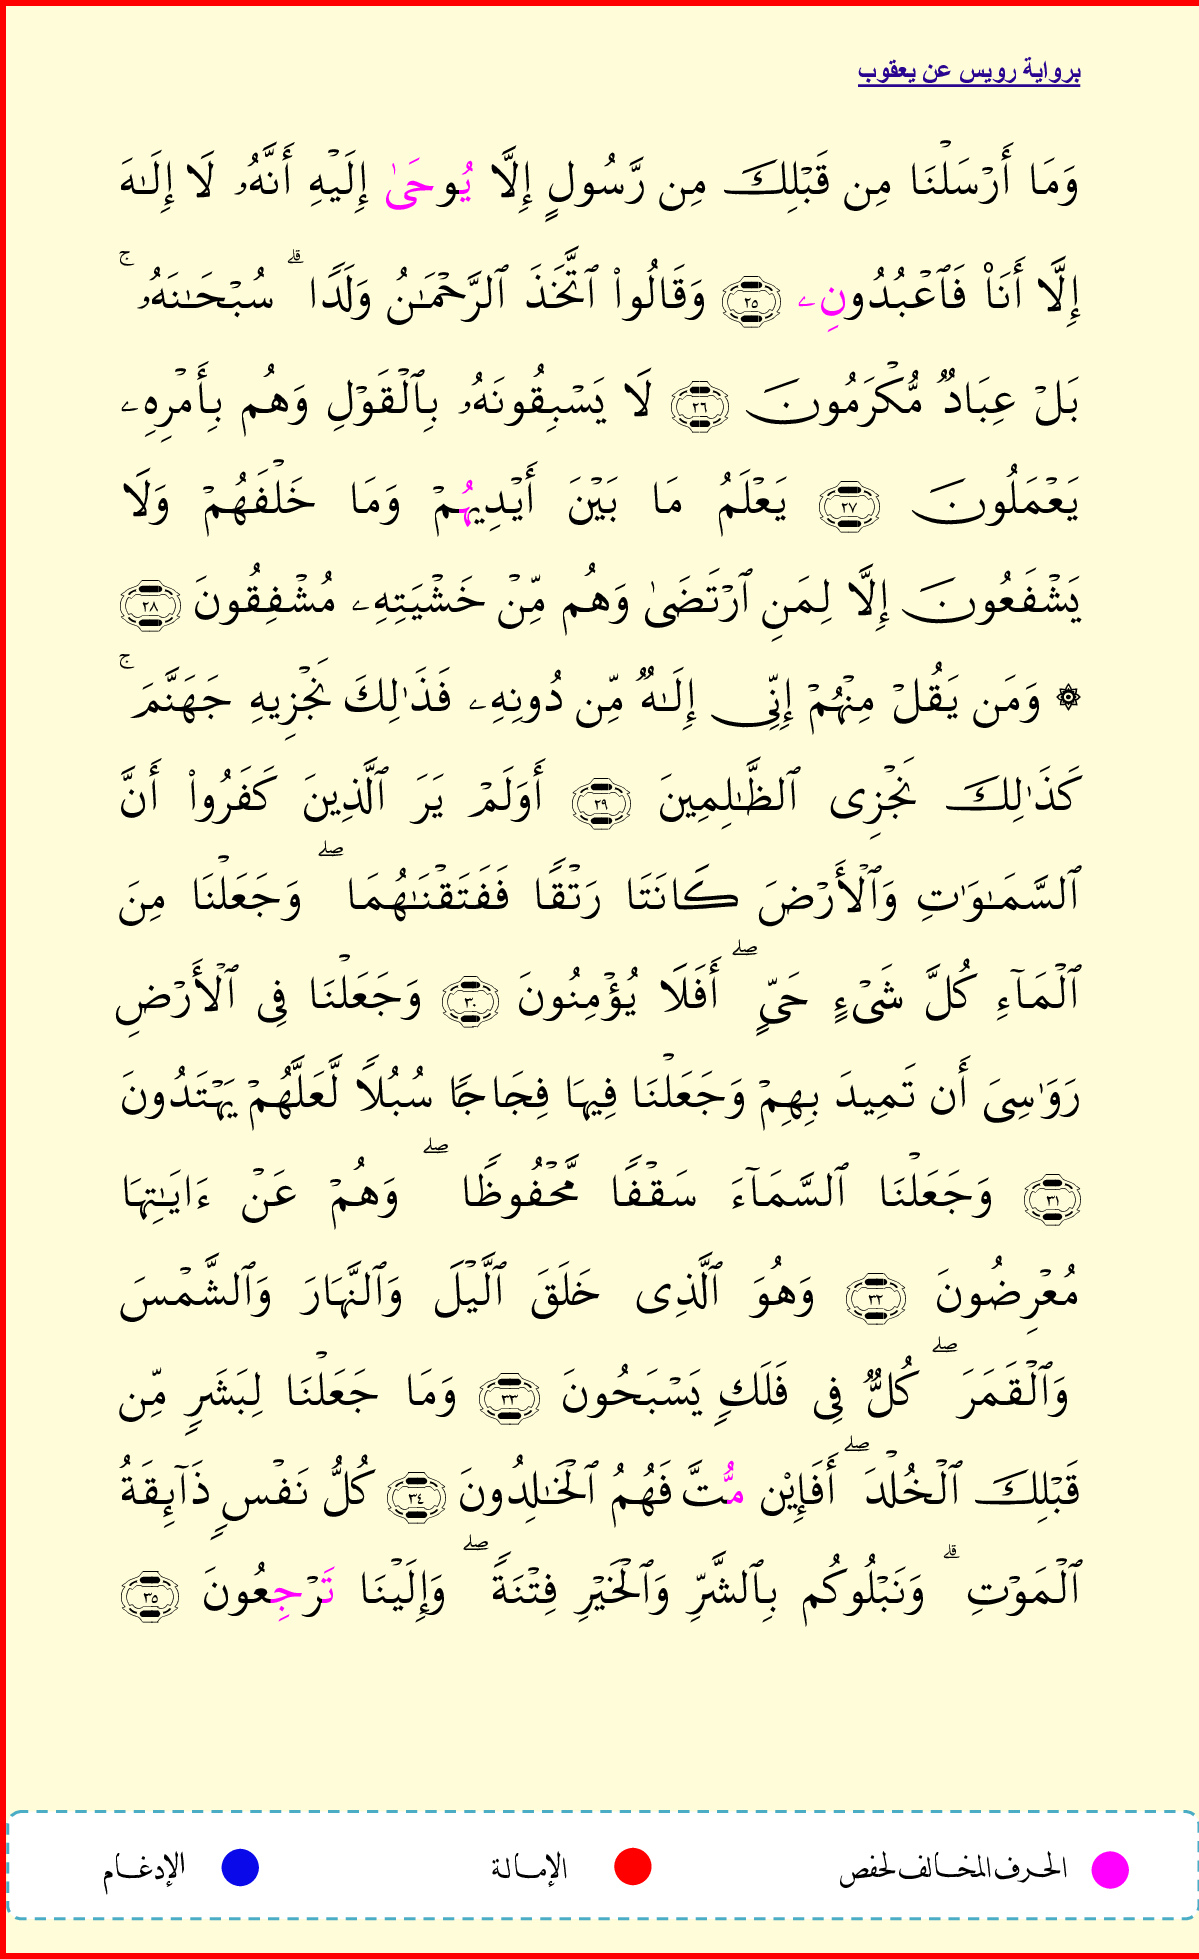 برواية رويس عن يعقوب
وَمَا أَرْسَلْنَا مِن قَبْلِكَ مِن رَّسُولٍ إِلَّا يُوحَىٰ إِلَيْهِ أَنَّهُۥ لَا إِلَـٰهَ
إِلَّا أَنَا۠ فَٱعْبُدُونِۦ ٢٥ وَقَالُوا۟ ٱتَّخَذَ ٱلرَّحْمَـٰنُ وَلَدًا ۗ سُبْحَـٰنَهُۥ ۚ
بَلْ عِبَادٌ مُّكْرَمُونَ ٢٦ لَا يَسْبِقُونَهُۥ بِٱلْقَوْلِ وَهُم بِأَمْرِهِۦ
يَعْمَلُونَ ٢٧ يَعْلَمُ مَا بَيْنَ أَيْدِيهُمْ وَمَا خَلْفَهُمْ وَلَا
يَشْفَعُونَ إِلَّا لِمَنِ ٱرْتَضَىٰ وَهُم مِّنْ خَشْيَتِهِۦ مُشْفِقُونَ ٢٨
۞ وَمَن يَقُلْ مِنْهُمْ إِنِّى إِلَـٰهٌ مِّن دُونِهِۦ فَذَٰلِكَ نَجْزِيهِ جَهَنَّمَ ۚ
كَذَٰلِكَ نَجْزِى ٱلظَّـٰلِمِينَ ٢٩ أَوَلَمْ يَرَ ٱلَّذِينَ كَفَرُوا۟ أَنَّ
ٱلسَّمَـٰوَٰتِ وَٱلْأَرْضَ كَانَتَا رَتْقًا فَفَتَقْنَـٰهُمَا ۖ وَجَعَلْنَا مِنَ
ٱلْمَآءِ كُلَّ شَىْءٍ حَىٍّ ۖ أَفَلَا يُؤْمِنُونَ ٣٠ وَجَعَلْنَا فِى ٱلْأَرْضِ
رَوَٰسِىَ أَن تَمِيدَ بِهِمْ وَجَعَلْنَا فِيهَا فِجَاجًا سُبُلًا لَّعَلَّهُمْ يَهْتَدُونَ
٣١ وَجَعَلْنَا ٱلسَّمَآءَ سَقْفًا مَّحْفُوظًا ۖ وَهُمْ عَنْ ءَايَـٰتِهَا
مُعْرِضُونَ ٣٢ وَهُوَ ٱلَّذِى خَلَقَ ٱلَّيْلَ وَٱلنَّهَارَ وَٱلشَّمْسَ
وَٱلْقَمَرَ ۖ كُلٌّ فِى فَلَكٍ يَسْبَحُونَ ٣٣ وَمَا جَعَلْنَا لِبَشَرٍ مِّن
قَبْلِكَ ٱلْخُلْدَ ۖ أَفَإِيْن مُّتَّ فَهُمُ ٱلْخَـٰلِدُونَ ٣٤ كُلُّ نَفْسٍ ذَآئِقَةُ
ٱلْمَوْتِ ۗ وَنَبْلُوكُم بِٱلشَّرِّ وَٱلْخَيْرِ فِتْنَةً ۖ وَإِلَيْنَا تَرْجِعُونَ ٣٥
الحرف المخالف لحفص الإمالة الإدغام